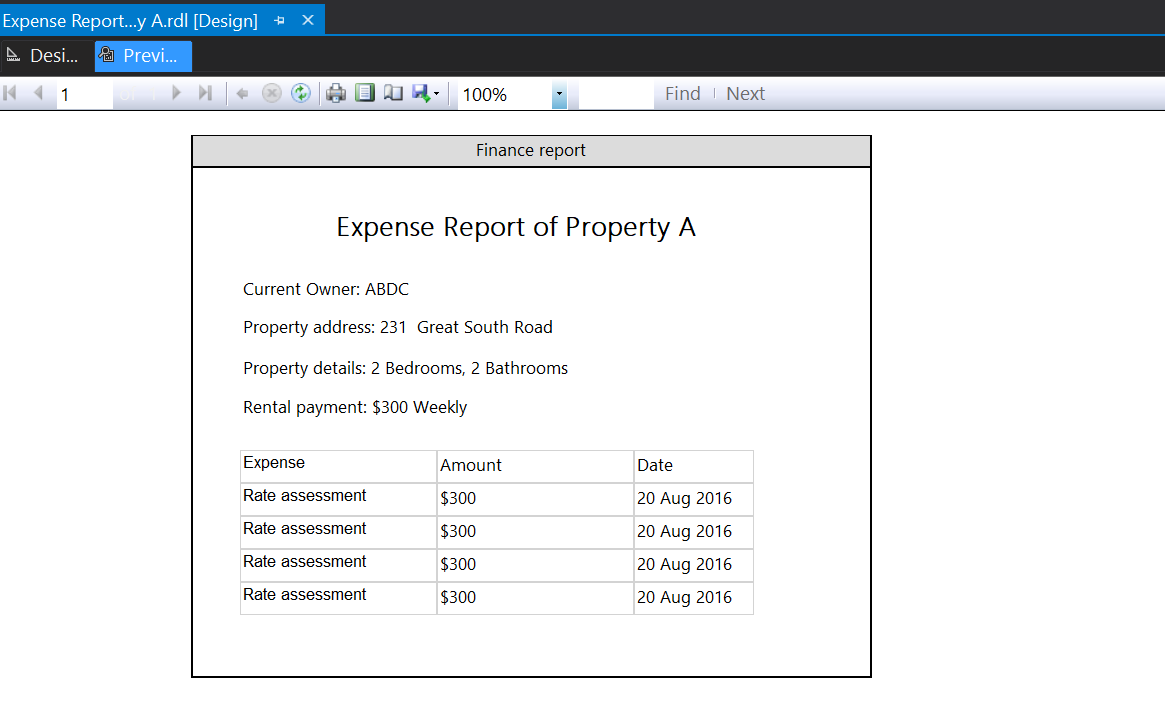 Expense Report...y A.rdl [Design]
Desi... Previ...
1 100% Find Next
Finance report
Expense Report of Property A
Current Owner: ABDC
Property address: 231  Great South Road
Property details: 2 Bedrooms, 2 Bathrooms
Rental payment: $300 Weekly
Expense Amount Date
Rate assessment $300 20 Aug 2016
Rate assessment $300 20 Aug 2016
Rate assessment $300 20 Aug 2016
Rate assessment $300 20 Aug 2016